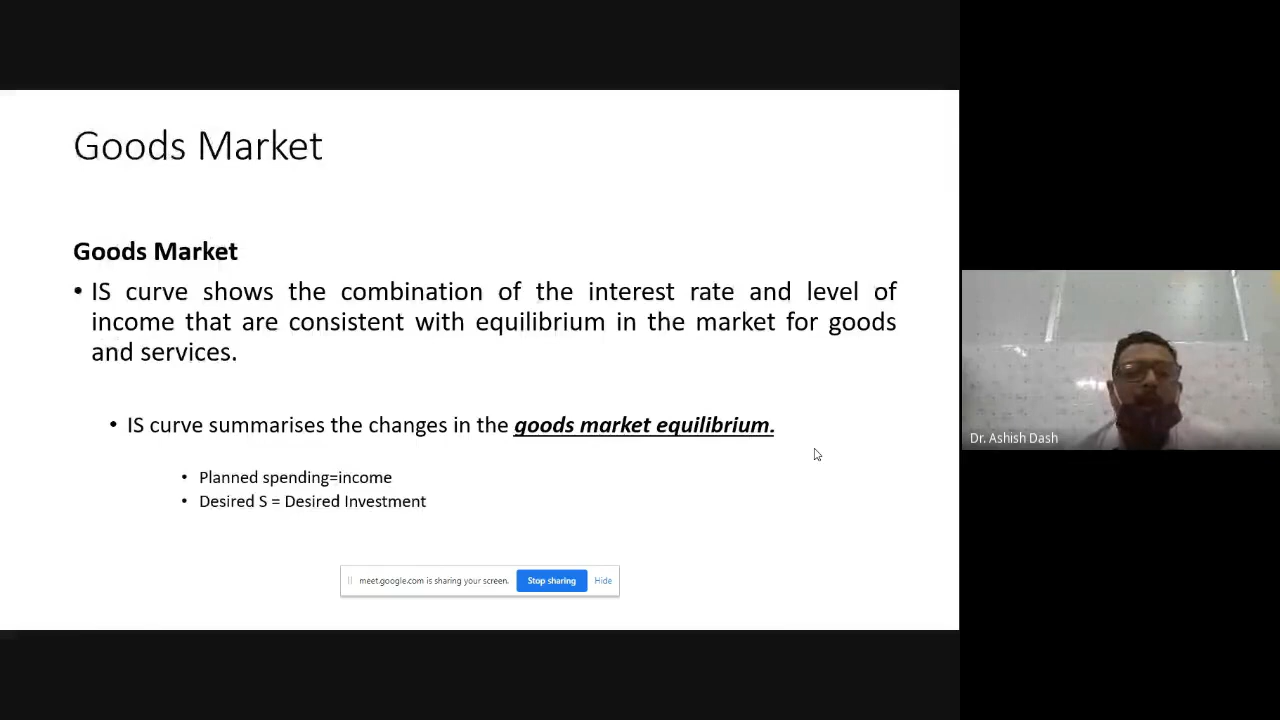 Goods Market
Goods Market
• IS curve shows the combination of the interest rate and level of
income that are consistent with equilibrium in the market for goods
and services.
• IS curve summarises the changes in the goods market equilibrium.
• Planned spending=income
• Desired S = Desired Investment
meet.google.com is sharing your screen. Stop sharing Hide
Dr. Ashish Dash